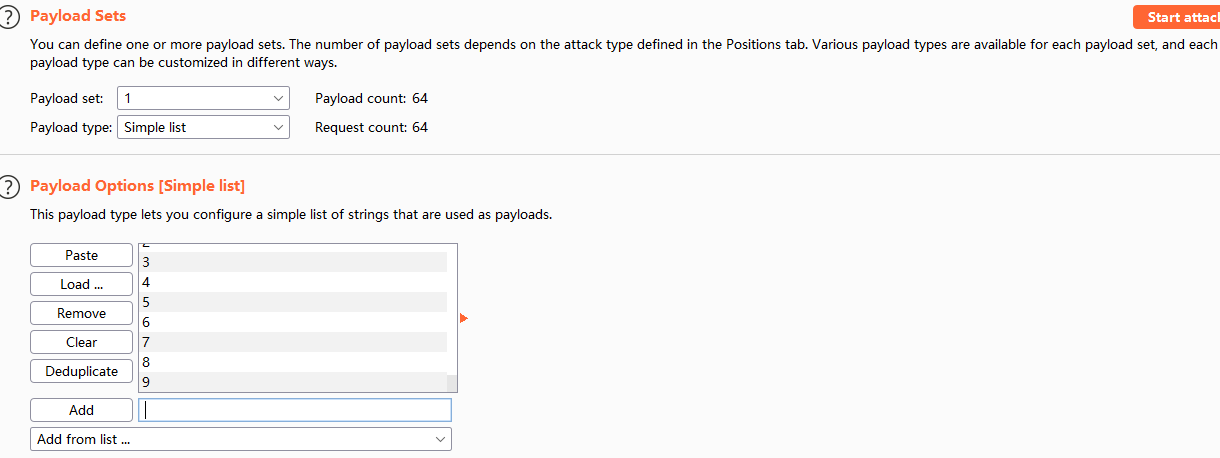 Payload Sets
Start attac
You can define one or more payload sets. The number of payload sets depends on the attack type defined in the Positions tab. Various payload types are available for each payload set, and each
payload type can be customized in different ways.
Payload set: 1 Payload count: 64
Payload type: Simple list Request count: 64
Payload Options [Simple list]
This payload type lets you configure a simple list of strings that are used as payloads.
Paste
3
Load ...
4
5
Remove
6
Clear
7
8
Deduplicate
9
Add
Add from list ...